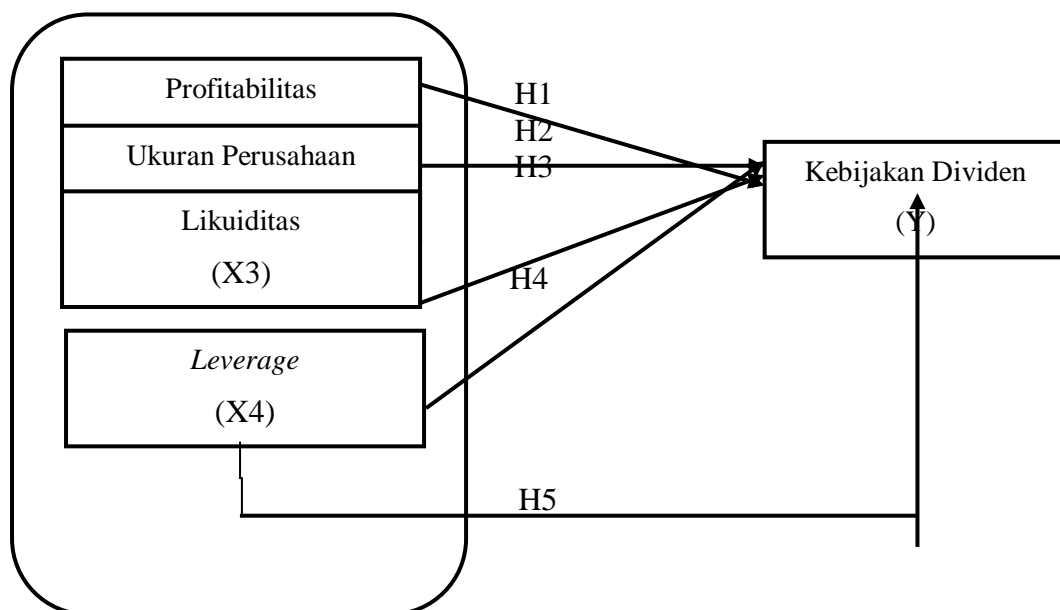 Profitabilitas
H1
H2
Ukuran Perusahaan
H3
Kebijakan Dividen
(Y)
Likuiditas
(X3)
H4
Leverage
(X4)
H5